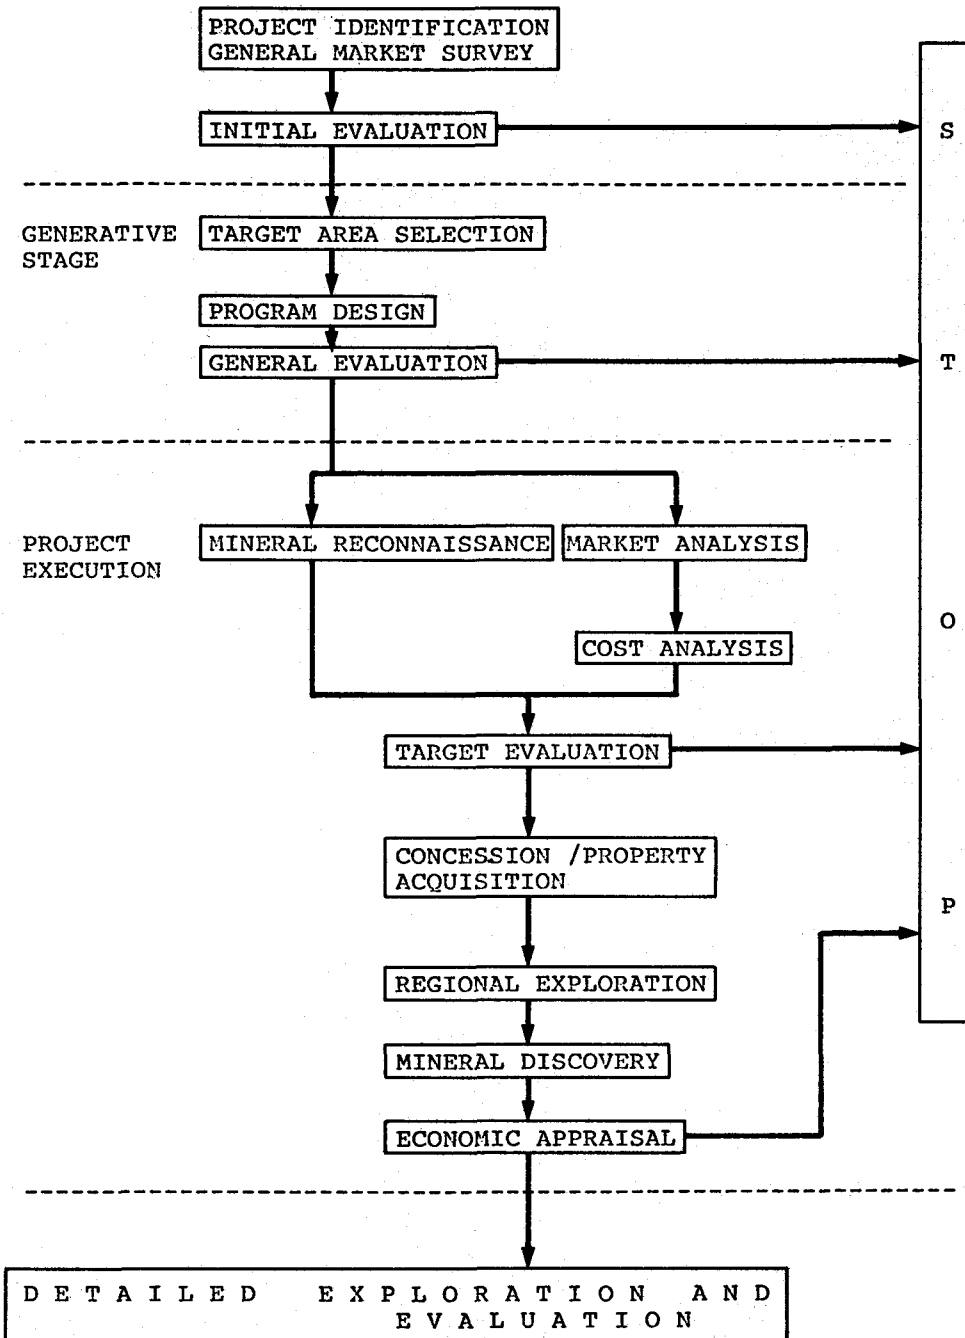 PROJECT IDENTIFICATION
GENERAL MARKET SURVEY
INITIAL EVALUATION
GENERATIVE
STAGE
TARGET AREA SELECTION
PROGRAM DESIGN
GENERAL EVALUATION
PROJECT
EXECUTION
MINERAL RECONNAISSANCE
MARKET ANALYSIS
COST ANALYSIS
TARGET EVALUATION
CONCESSION /PROPERTY
ACQUISITION
REGIONAL EXPLORATION
MINERAL DISCOVERY
ECONOMIC APPRAISAL
S
T
O
P
DETAILED EXPLORATION AND
EVALUATION